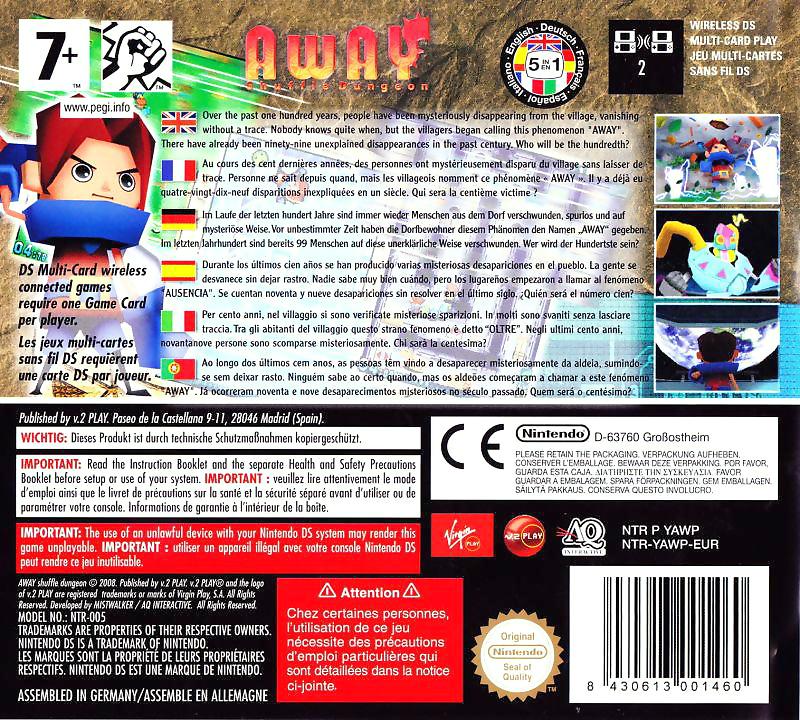 7+
TM
www.pegi.info
AWAY
Shuffle Dungeon
English • Deutsch • Français • Español • Italiano
5 IN EN 1
2
WIRELESS DS
MULTI-CARD PLAY
JEU MULTI-CARTES
SANS FIL DS
Over the past one hundred years, people have been mysteriously disappearing from the village, vanishing
without a trace. Nobody knows quite when, but the villagers began calling this phenomenon "AWAY".
There have already been ninety-nine unexplained disappearances in the past century. Who will be the hundredth?
Au cours des cent dernières années, des personnes ont mystérieusement disparu du village sans laisser de
trace. Personne ne sait depuis quand, mais les villageois nomment ce phénomène « AWAY ». Il y a déjà eu
quatre-vingt-dix-neuf disparitions inexpliquées en un siècle. Qui sera la centième victime ?
Im Laufe der letzten hundert Jahre sind immer wieder Menschen aus dem Dorf verschwunden, spurlos und auf
mysteriöse Weise. Vor unbestimmter Zeit haben die Dorfbewohner diesem Phänomen den Namen „AWAY" gegeben.
Im letzten Jahrhundert sind bereits 99 Menschen auf diese unerklärliche Weise verschwunden. Wer wird der Hundertste sein?
Durante los últimos cien años se han producido varias misteriosas desapariciones en el pueblo. La gente se
desvanece sin dejar rastro. Nadie sabe muy bien cuándo, pero los lugareños empezaron a llamar al fenómeno
"AUSENCIA". Se cuentan noventa y nueve desapariciones sin resolver en el último siglo. ¿Quién será el número cien?
Per cento anni, nel villaggio si sono verificate misteriose sparizioni. In molti sono svaniti senza lasciare
traccia. Tra gli abitanti del villaggio questo strano fenomeno è detto "OLTRE". Negli ultimi cento anni,
novantanove persone sono scomparse misteriosamente. Chi sarà la centesima?
Ao longo dos últimos cem anos, as pessoas têm vindo a desaparecer misteriosamente da aldeia, sumindo-
se sem deixar rasto. Ninguém sabe ao certo quando, mas os aldeões começaram a chamar a este fenómeno
"AWAY". Já ocorreram noventa e nove desaparecimentos misteriosos no século passado. Quem será o centésimo?
DS Multi-Card wireless
connected games
require one Game Card
per player.
Les jeux multi-cartes
sans fil DS requièrent
une carte DS par joueur.
Published by v.2 PLAY. Paseo de la Castellana 9-11, 28046 Madrid (Spain).
WICHTIG: Dieses Produkt ist durch technische Schutzmaßnahmen kopiergeschützt.
IMPORTANT: Read the Instruction Booklet and the separate Health and Safety Precautions
Booklet before setup or use of your system. IMPORTANT : veuillez lire attentivement le mode
d'emploi ainsi que le livret de précautions sur la santé et la sécurité séparé avant d'utiliser ou de
paramétrer votre console. Informations de garantie à l'intérieur de la boîte.
IMPORTANT: The use of an unlawful device with your Nintendo DS system may render this
game unplayable. IMPORTANT : utiliser un appareil illégal avec votre console Nintendo DS
peut rendre ce jeu inutilisable.
AWAY shuffle dungeon © 2008. Published by v.2 PLAY. v.2 PLAY® and the logo
of v.2 PLAY are registered trademarks or marks of Virgin Play, S.A. All Rights
Reserved. Developed by MISTWALKER / AQ INTERACTIVE. All Rights Reserved.
MODEL NO.: NTR-005
TRADEMARKS ARE PROPERTIES OF THEIR RESPECTIVE OWNERS.
NINTENDO DS IS A TRADEMARK OF NINTENDO.
LES MARQUES SONT LA PROPRIÉTÉ DE LEURS PROPRIÉTAIRES
RESPECTIFS. NINTENDO DS EST UNE MARQUE DE NINTENDO.
ASSEMBLED IN GERMANY/ASSEMBLE EN ALLEMAGNE
Attention
Chez certaines personnes,
l'utilisation de ce jeu
nécessite des précautions
d'emploi particulières qui
sont détaillées dans la notice
ci-jointe.
CE
Nintendo® D-63760 Großostheim
PLEASE RETAIN THE PACKAGING. VERPACKUNG AUFHEBEN.
CONSERVER L'EMBALLAGE. BEWAAR DEZE VERPAKKING. POR FAVOR,
GUARDAR ESTA CAJA. ΔΙΑΤΗΡΗΣΤΕ ΤΗΝ ΣΥΣΚΕΥΑΣΙΑ. FAVOR
GUARDAR A EMBALAGEM. SPARA FÖRPACKNINGEN. GEM EMBALLAGEN.
SÄILYTÄ PAKKAUS. CONSERVA QUESTO INVOLUCRO.
Virgin PLAY
v.2 PLAY
AQ INTERACTIVE
NTR P YAWP
NTR-YAWP-EUR
Original
Nintendo
Seal of
Quality
TM
8 430613 001460